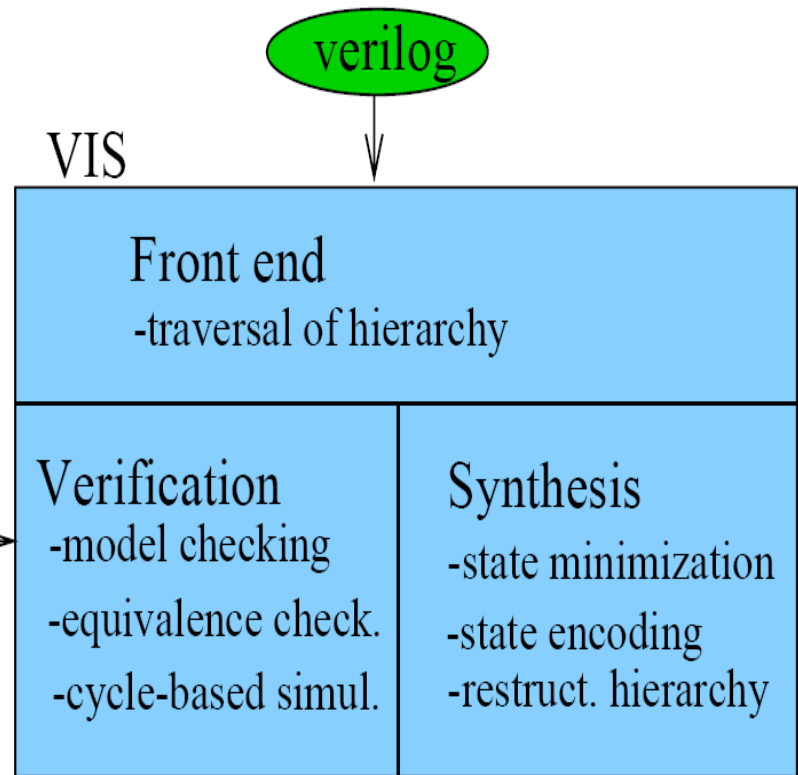 verilog
VIS
Front end
-traversal of hierarchy
Verification
-model checking
-equivalence check.
-cycle-based simul.
Synthesis
-state minimization
-state encoding
-restruct. hierarchy